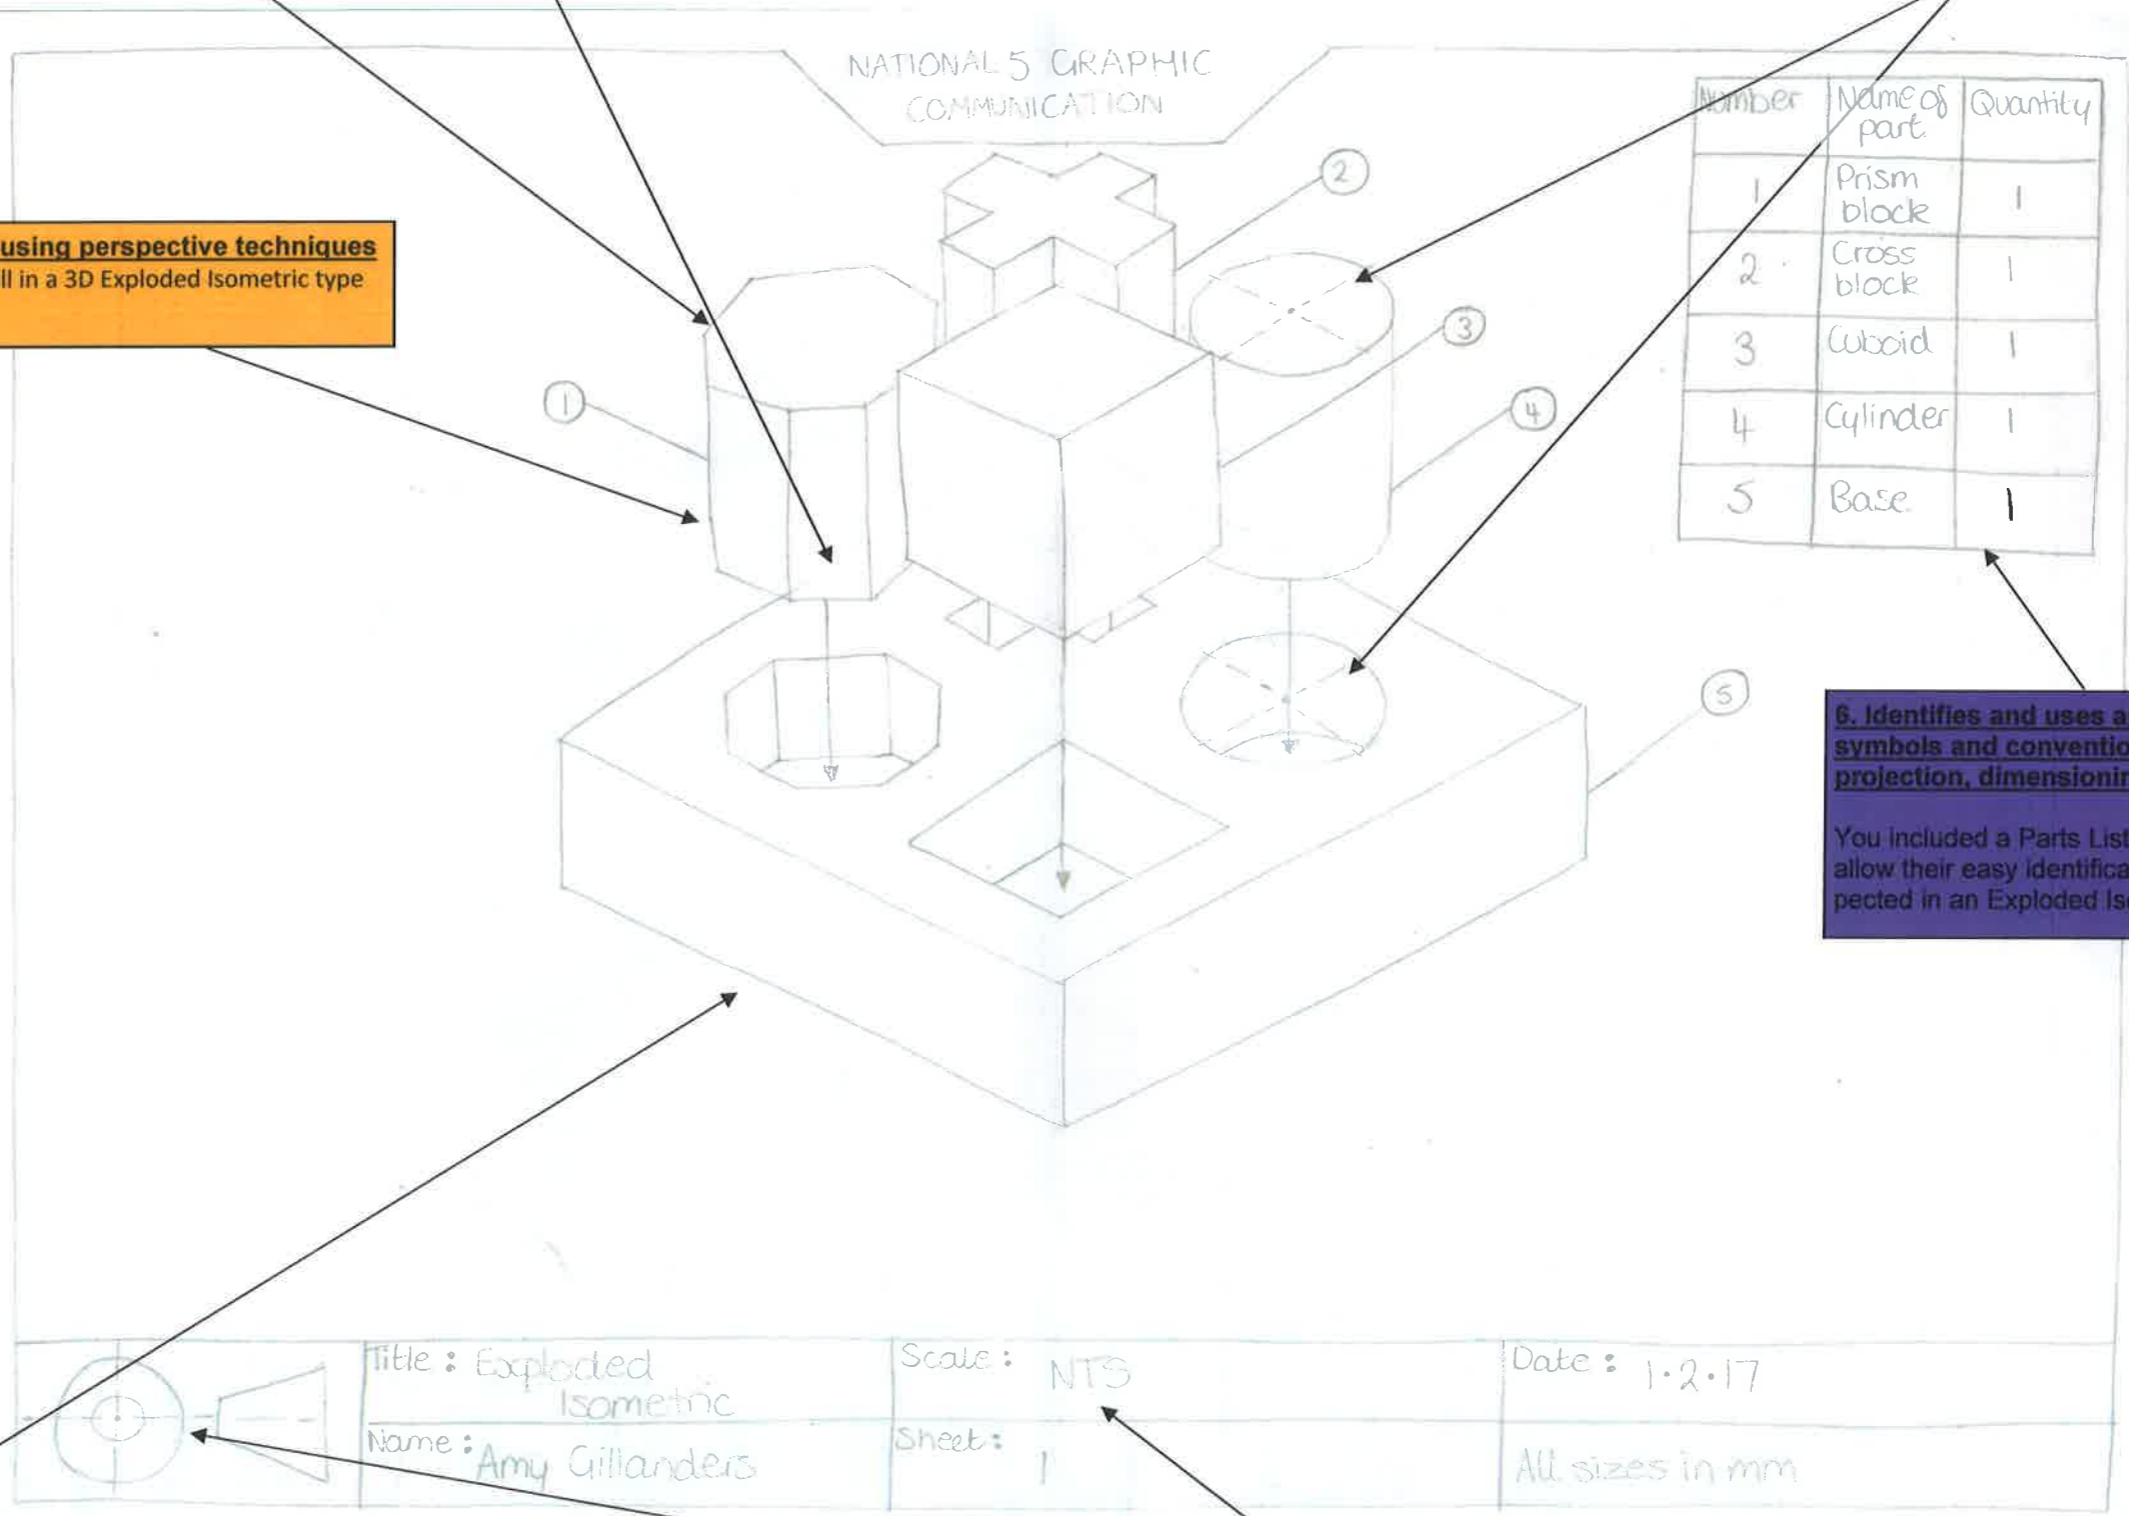 NATIONAL 5 GRAPHIC
COMMUNICATION
Number Name of part. Quantity
1 Prism block 1
2 Cross block 1
3 Cuboid 1
4 Cylinder 1
5 Base. 1
using perspective techniques
ll in a 3D Exploded Isometric type
1
2
3
4
5
6. Identifies and uses a
symbols and conventio
projection, dimensionin
You included a Parts List
allow their easy identifica
pected in an Exploded Is
Title: Exploded
Isometric
Scale: NTS
Date: 1.2.17
Name: Amy Gillanders
Sheet: 1
All sizes in mm